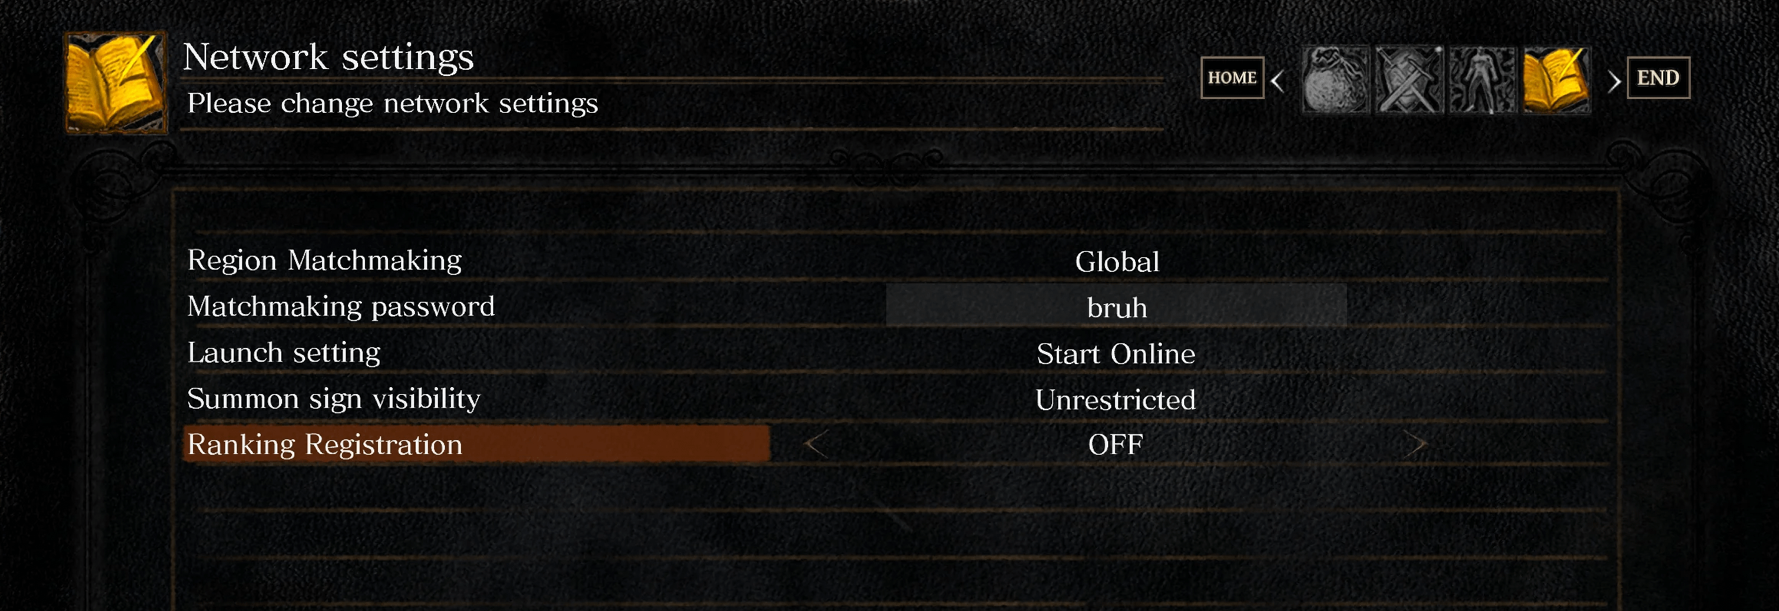 Network settings
Please change network settings
HOME
END
Region Matchmaking Global
Matchmaking password bruh
Launch setting Start Online
Summon sign visibility Unrestricted
Ranking Registration OFF